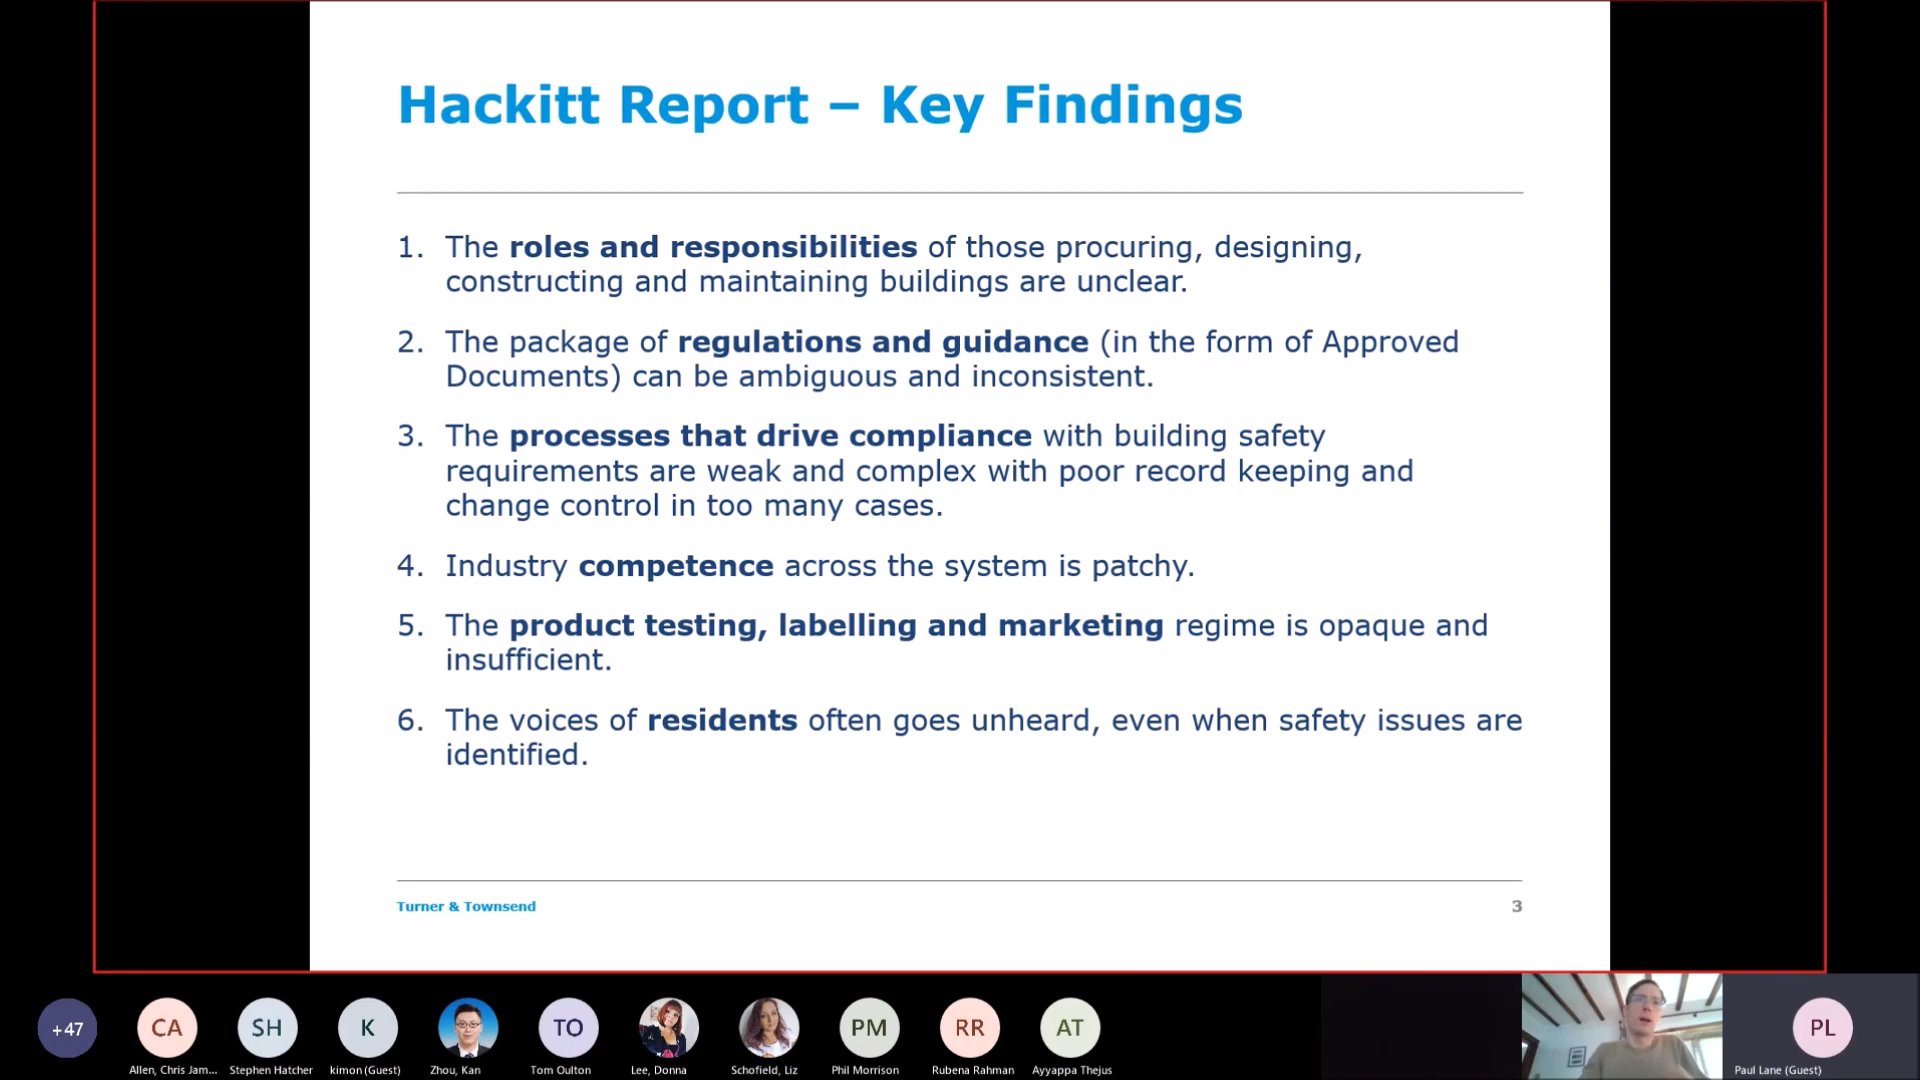 Hackitt Report – Key Findings
1. The roles and responsibilities of those procuring, designing,
constructing and maintaining buildings are unclear.
2. The package of regulations and guidance (in the form of Approved
Documents) can be ambiguous and inconsistent.
3. The processes that drive compliance with building safety
requirements are weak and complex with poor record keeping and
change control in too many cases.
4. Industry competence across the system is patchy.
5. The product testing, labelling and marketing regime is opaque and
insufficient.
6. The voices of residents often goes unheard, even when safety issues are
identified.
Turner & Townsend 3
+47 CA SH K TO PM RR AT PL
Allen, Chris Jam... Stephen Hatcher kimon (Guest) Zhou, Kan Tom Oulton Lee, Donna Schofield, Liz Phil Morrison Rubena Rahman Ayyappa Thejus Paul Lane (Guest)